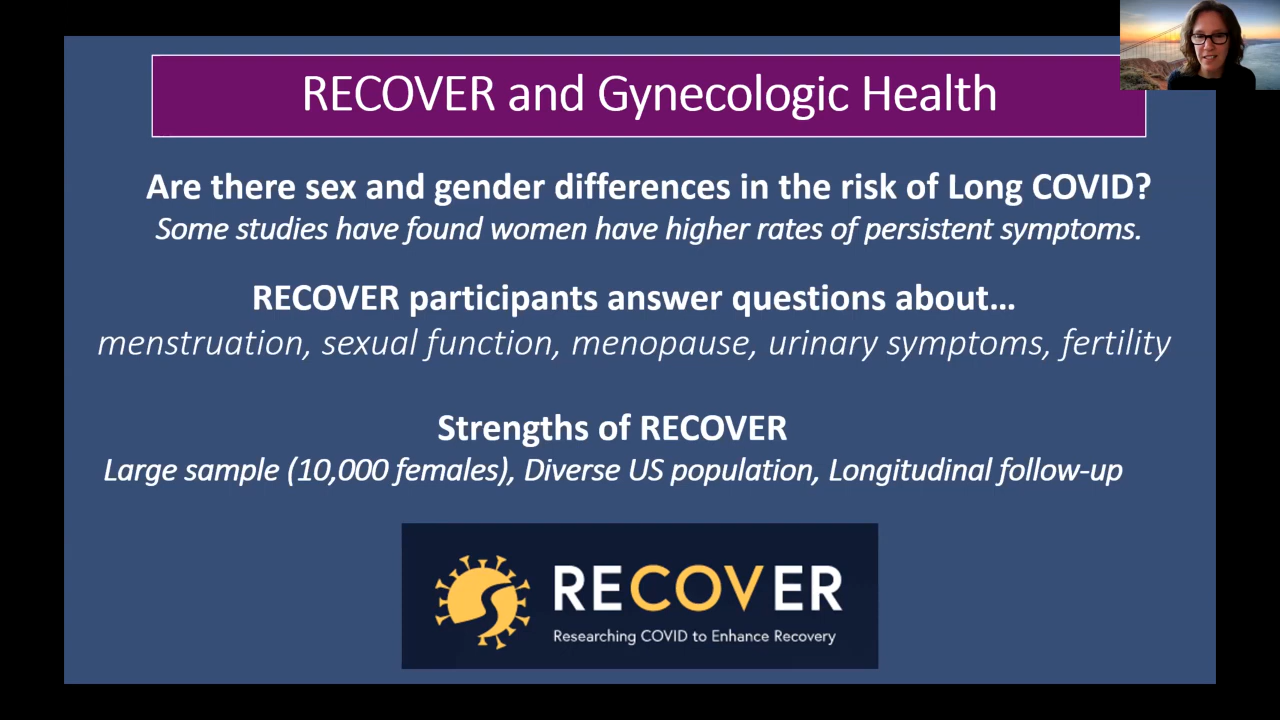 RECOVER and Gynecologic Health
Are there sex and gender differences in the risk of Long COVID?
Some studies have found women have higher rates of persistent symptoms.
RECOVER participants answer questions about…
menstruation, sexual function, menopause, urinary symptoms, fertility
Strengths of RECOVER
Large sample (10,000 females), Diverse US population, Longitudinal follow-up
RECOVER
Researching COVID to Enhance Recovery